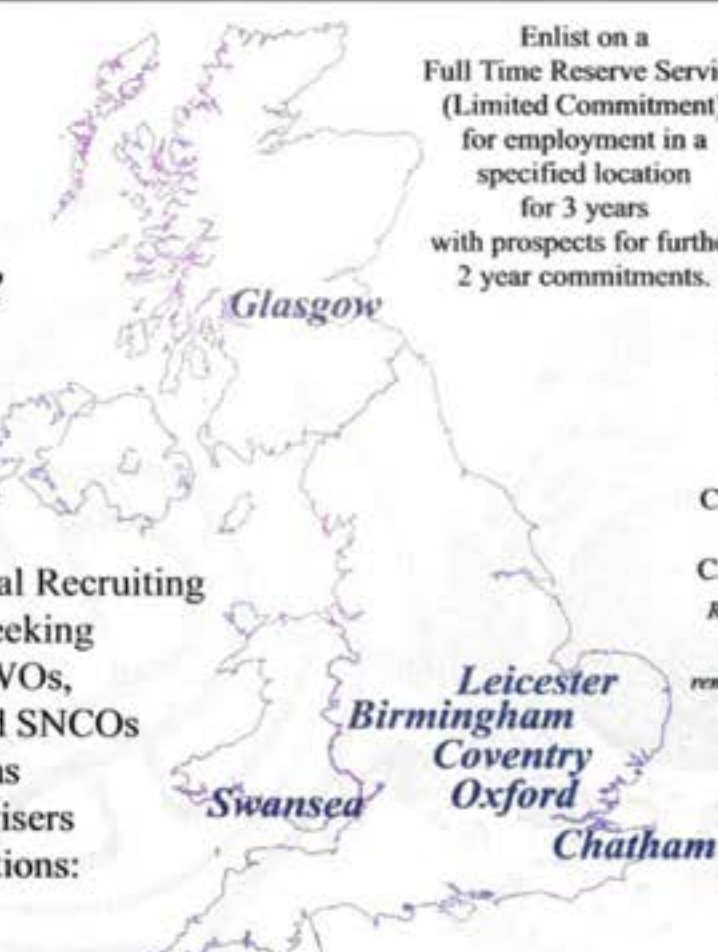 Enlist on a
Full Time Reserve Servi
(Limited Commitment)
for employment in a
specified location
for 3 years
with prospects for furthe
2 year commitments.
Glasgow
C
C
al Recruiting
eeking
WOs,
d SNCOs
ns
isers
tions:
Leicester
Birmingham
Coventry
Oxford
Swansea
Chatham